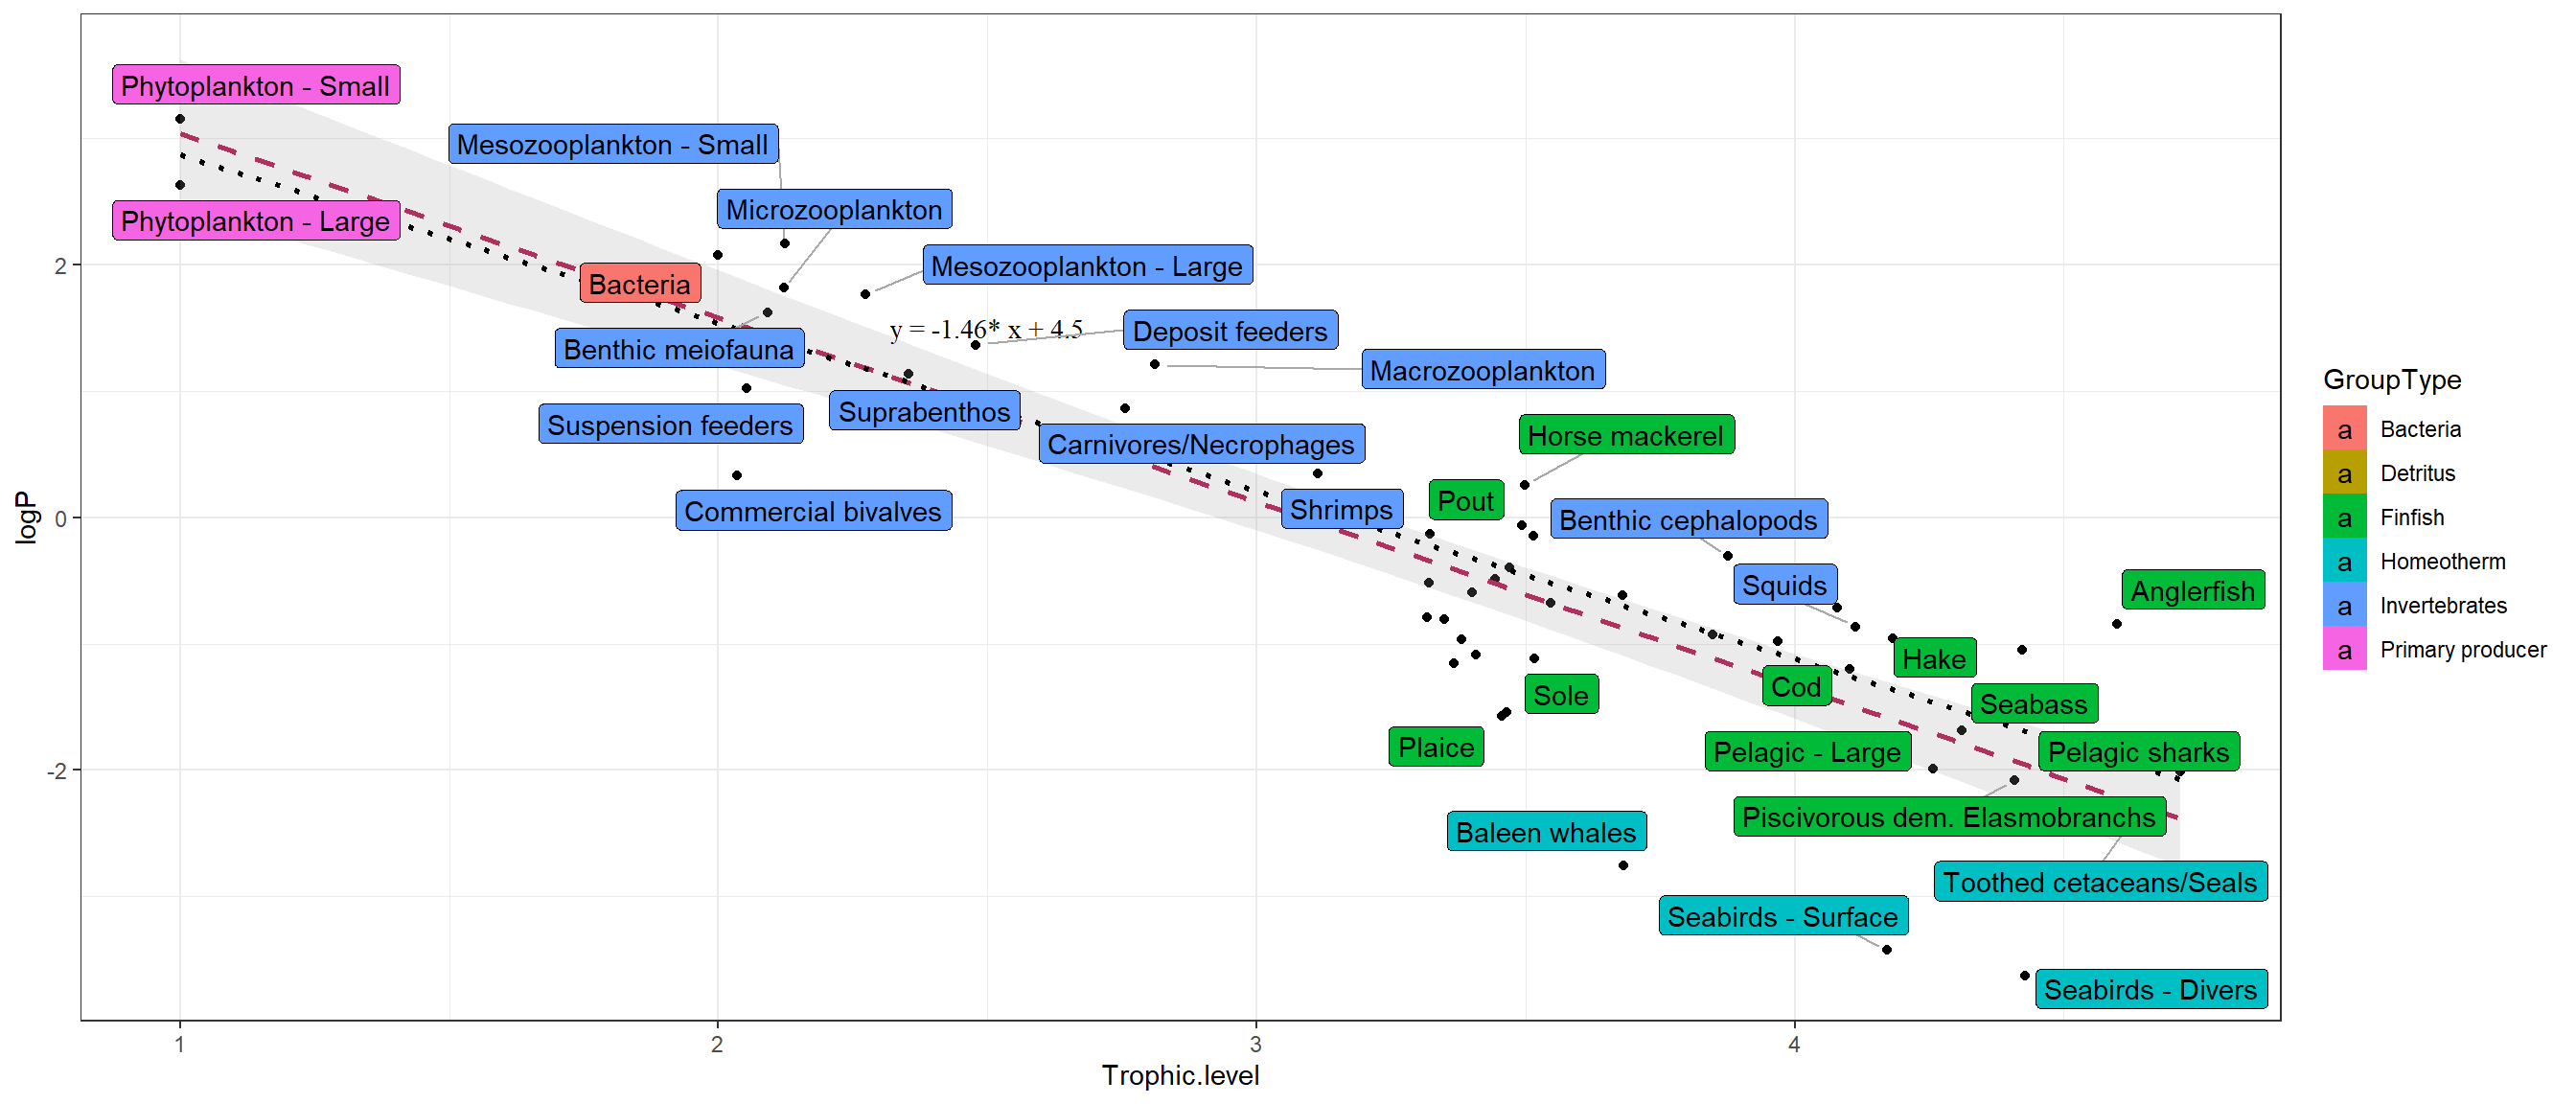 Phytoplankton - Small
Mesozooplankton - Small
Microzooplankton
Phytoplankton - Large
Mesozooplankton - Large
Bacteria
y = -1.46* x + 4.5
Deposit feeders
Benthic meiofauna
Macrozooplankton
Suprabenthos
Suspension feeders
Carnivores/Necrophages
Horse mackerel
Pout
Commercial bivalves
Shrimps
Benthic cephalopods
Squids
Anglerfish
Hake
Cod
Sole
Seabass
Plaice
Pelagic - Large
Pelagic sharks
Piscivorous dem. Elasmobranchs
Baleen whales
Toothed cetaceans/Seals
Seabirds - Surface
Seabirds - Divers
2
0
-2
logP
1
2
3
4
Trophic.level
GroupType
a Bacteria
a Detritus
a Finfish
a Homeotherm
a Invertebrates
a Primary producer